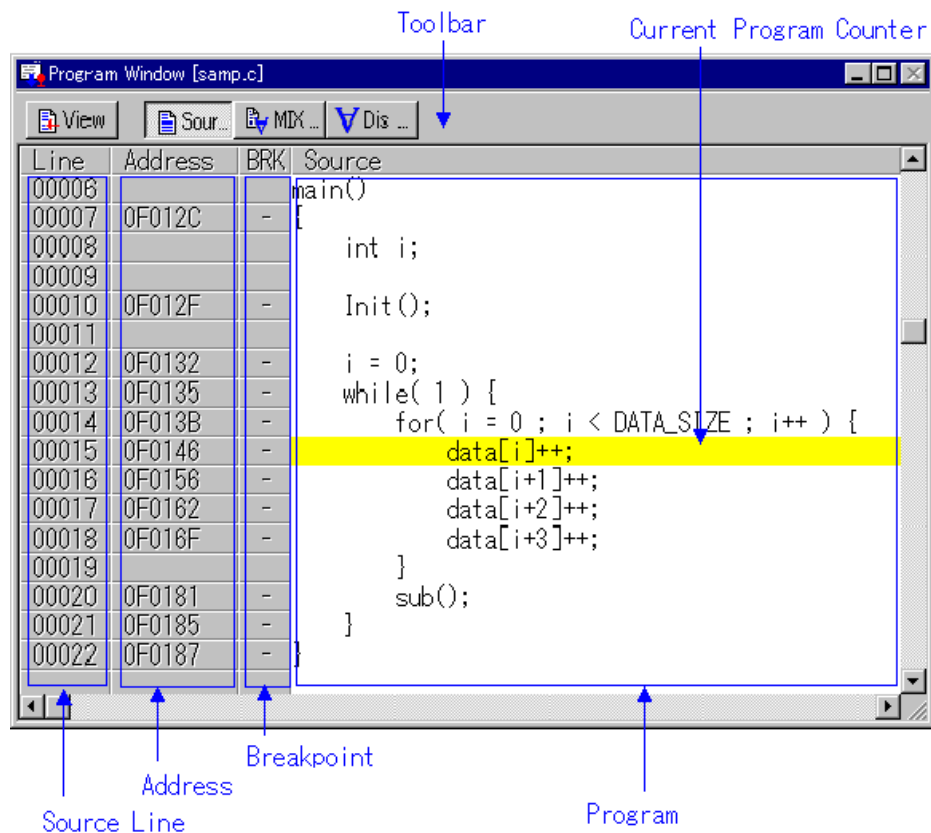 Toolbar
Current Program Counter
Program Window [samp.c]
View Sour... MIX ... Dis ...
Line Address BRK Source
00006 main()
00007 0F012C - {
00008 int i;
00009
00010 0F012F - Init();
00011
00012 0F0132 - i = 0;
00013 0F0135 - while( 1 ) {
00014 0F013B - for( i = 0 ; i < DATA_SIZE ; i++ ) {
00015 0F0146 - data[i]++;
00016 0F0156 - data[i+1]++;
00017 0F0162 - data[i+2]++;
00018 0F016F - data[i+3]++;
00019 }
00020 0F0181 - sub();
00021 0F0185 - }
00022 0F0187 - }
Breakpoint
Address
Program
Source Line